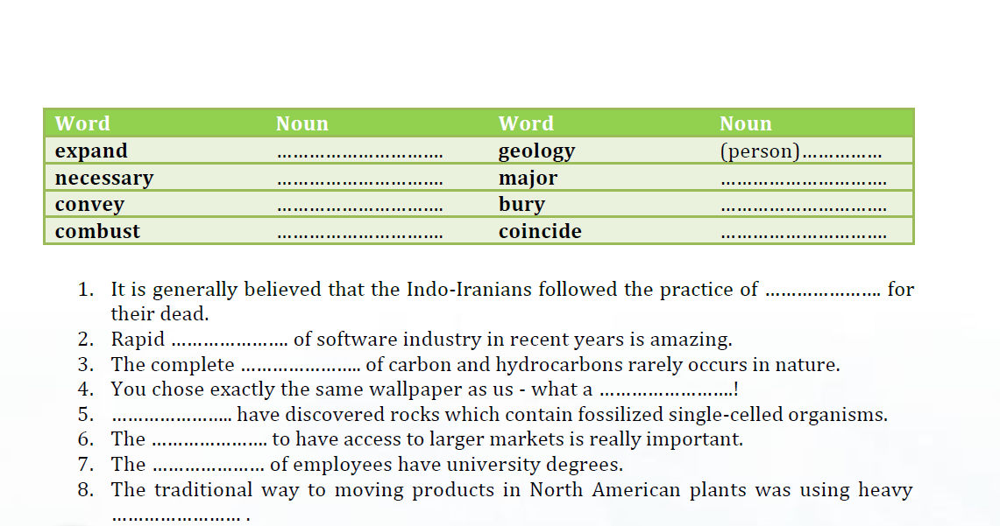 Word Noun Word Noun
expand ………………………… geology (person)…………..
necessary ………………………… major …………………………
convey ………………………… bury …………………………
combust ………………………… coincide …………………………
1. It is generally believed that the Indo-Iranians followed the practice of ………………… for
their dead.
2. Rapid ………………… of software industry in recent years is amazing.
3. The complete ………………….. of carbon and hydrocarbons rarely occurs in nature.
4. You chose exactly the same wallpaper as us - what a ……………………!
5. …………………. have discovered rocks which contain fossilized single-celled organisms.
6. The ………………… to have access to larger markets is really important.
7. The ………………… of employees have university degrees.
8. The traditional way to moving products in North American plants was using heavy
…………………… .